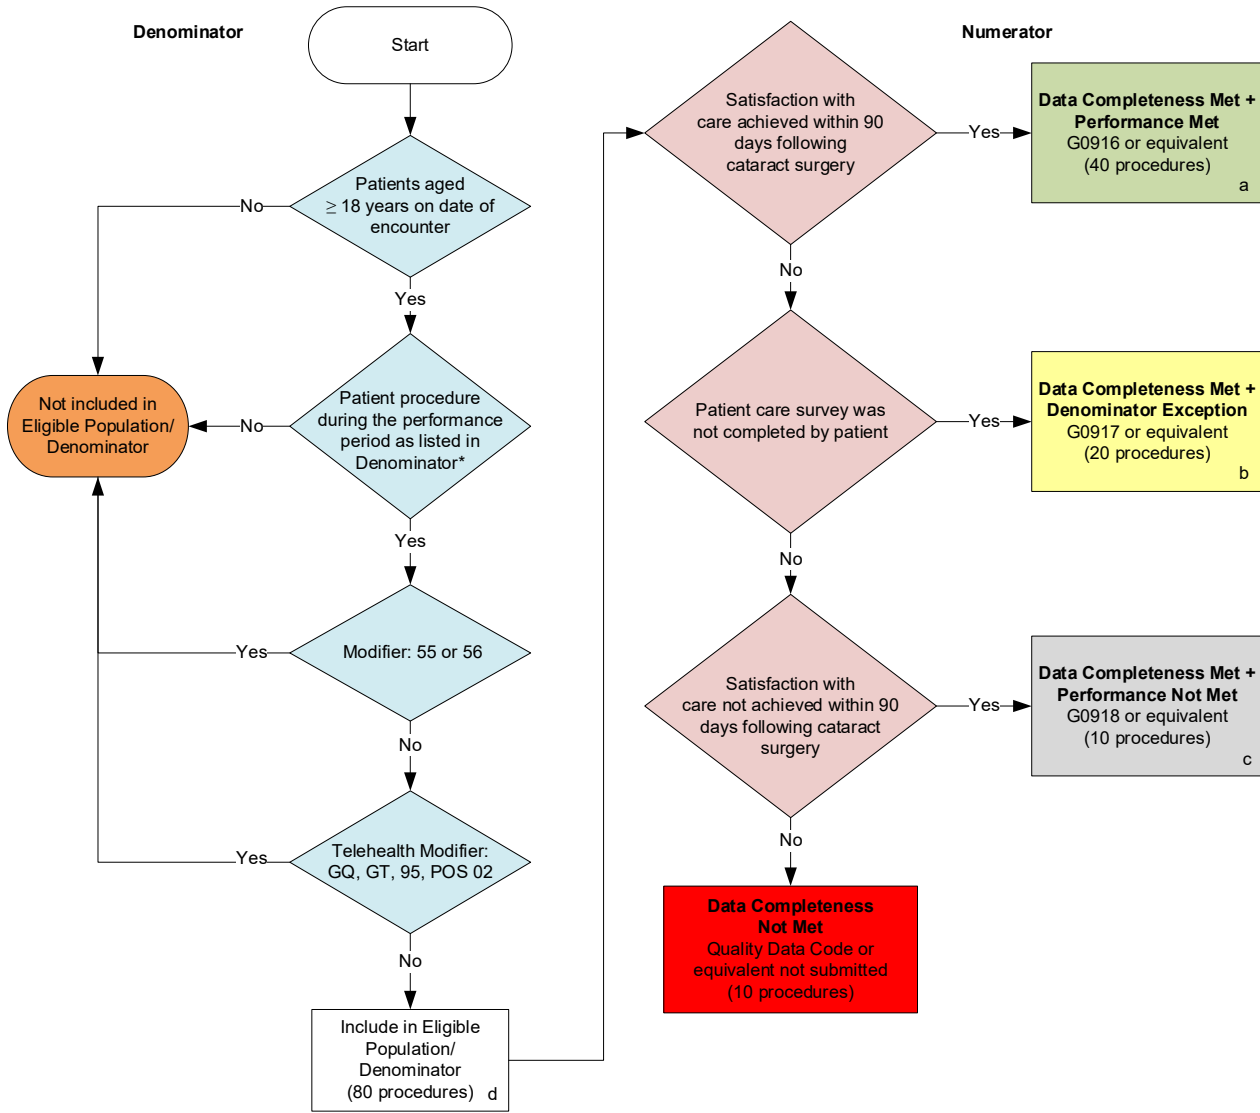 Denominator
Start
Patients aged
≥ 18 years on date of
encounter
No
Yes
Patient procedure
during the performance
period as listed in
Denominator*
No
Not included in
Eligible Population/
Denominator
Yes
Modifier: 55 or 56
Yes
No
Telehealth Modifier:
GQ, GT, 95, POS 02
Yes
No
Include in Eligible
Population/
Denominator
(80 procedures)
d
Numerator
Satisfaction with
care achieved within 90
days following
cataract surgery
Yes
Data Completeness Met +
Performance Met
G0916 or equivalent
(40 procedures)
a
No
Patient care survey was
not completed by patient
Yes
Data Completeness Met +
Denominator Exception
G0917 or equivalent
(20 procedures)
b
No
Satisfaction with
care not achieved within 90
days following cataract
surgery
Yes
Data Completeness Met +
Performance Not Met
G0918 or equivalent
(10 procedures)
c
No
Data Completeness
Not Met
Quality Data Code or
equivalent not submitted
(10 procedures)